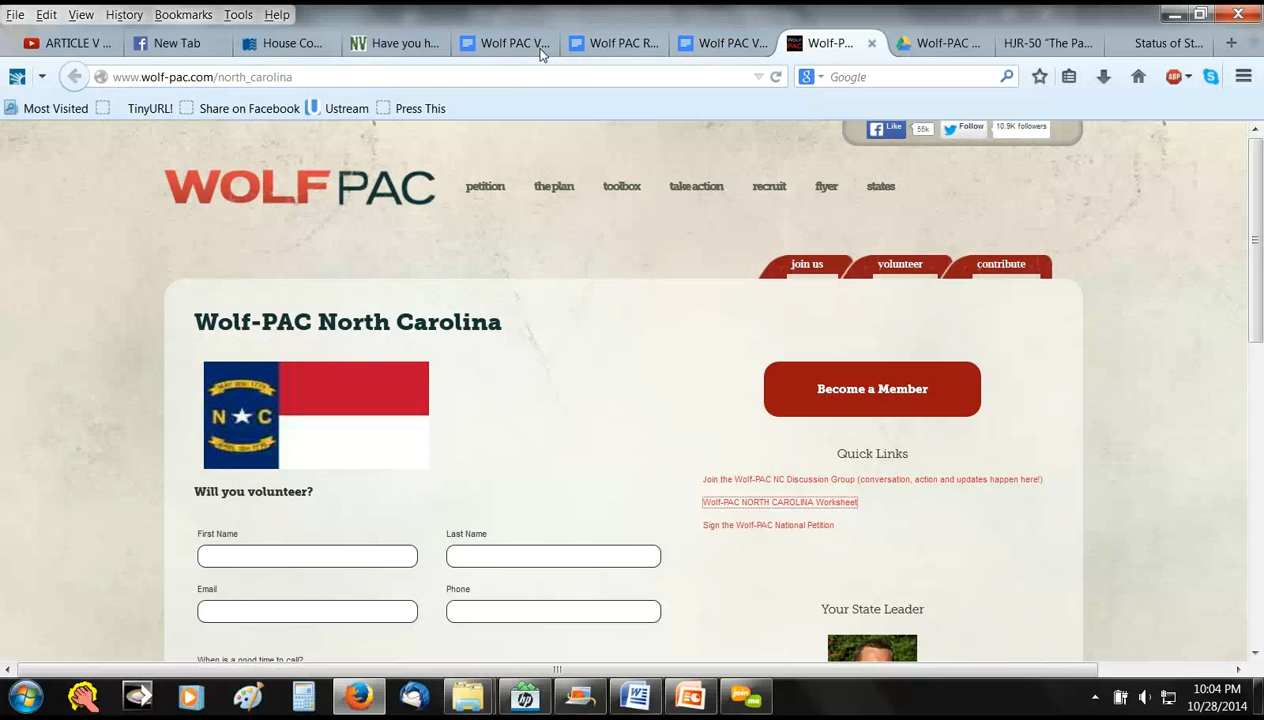 File Edit View History Bookmarks Tools Help
ARTICLE V ... New Tab House Co... Have you h... Wolf PAC V... Wolf PAC R... Wolf PAC V... Wolf-P... Wolf-PAC ... HJR-50 “The Pa... Status of St...
www.wolf-pac.com/north_carolina Google
Most Visited TinyURL! Share on Facebook Ustream Press This
Like 55k Follow 10.9K followers
WOLF PAC petition the plan toolbox take action recruit flyer states
join us volunteer contribute
Wolf-PAC North Carolina
N C
Become a Member
Quick Links
Join the Wolf-PAC NC Discussion Group (conversation, action and updates happen here!)
Wolf-PAC NORTH CAROLINA Worksheet
Sign the Wolf-PAC National Petition
Will you volunteer?
First Name Last Name
Email Phone
When is a good time to call?
Your State Leader
10:04 PM
10/28/2014